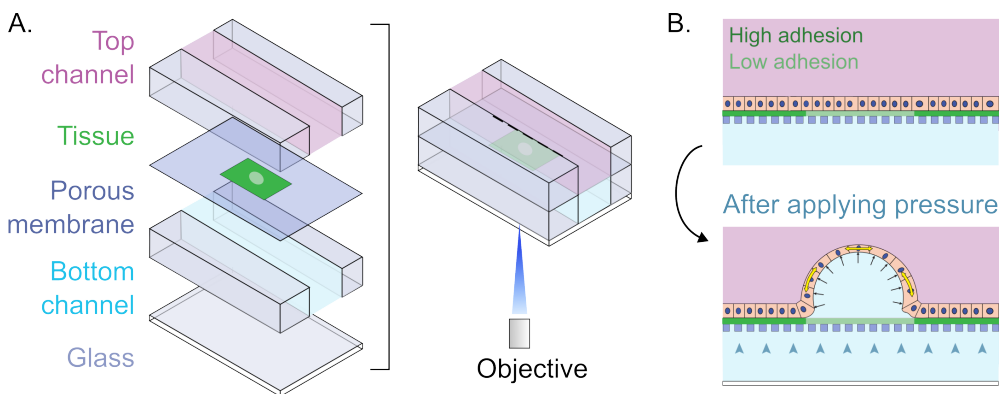 A.
Top
channel
Tissue
Porous
membrane
Bottom
channel
Glass
Objective
B.
High adhesion
Low adhesion
After applying pressure